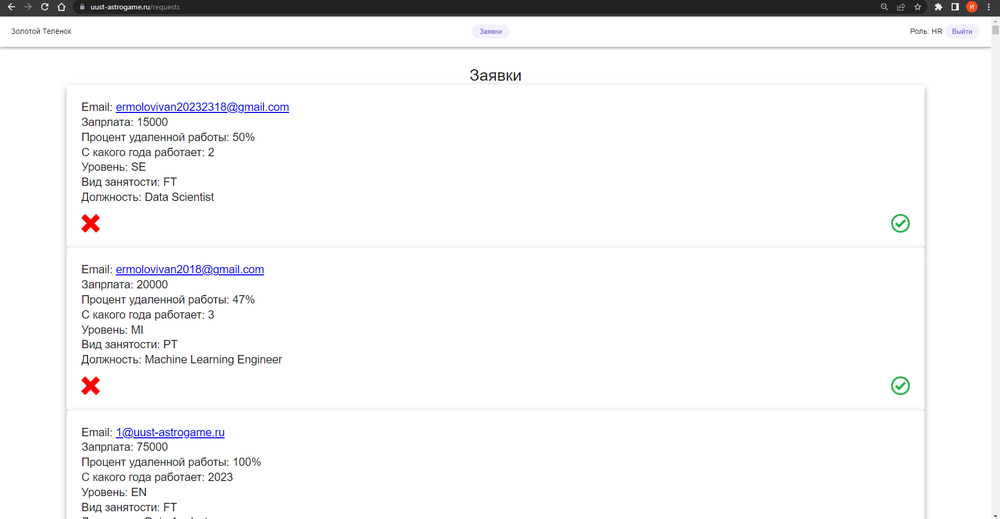 uust-astrogame.ru/requests
И
Золотой Телёнок
Заявки
Роль: HR Выйти
Заявки
Email: ermolovivan20232318@gmail.com
Запрлата: 15000
Процент удаленной работы: 50%
С какого года работает: 2
Уровень: SE
Вид занятости: FT
Должность: Data Scientist
Email: ermolovivan2018@gmail.com
Запрлата: 20000
Процент удаленной работы: 47%
С какого года работает: 3
Уровень: MI
Вид занятости: PT
Должность: Machine Learning Engineer
Email: 1@uust-astrogame.ru
Запрлата: 75000
Процент удаленной работы: 100%
С какого года работает: 2023
Уровень: EN
Вид занятости: FT